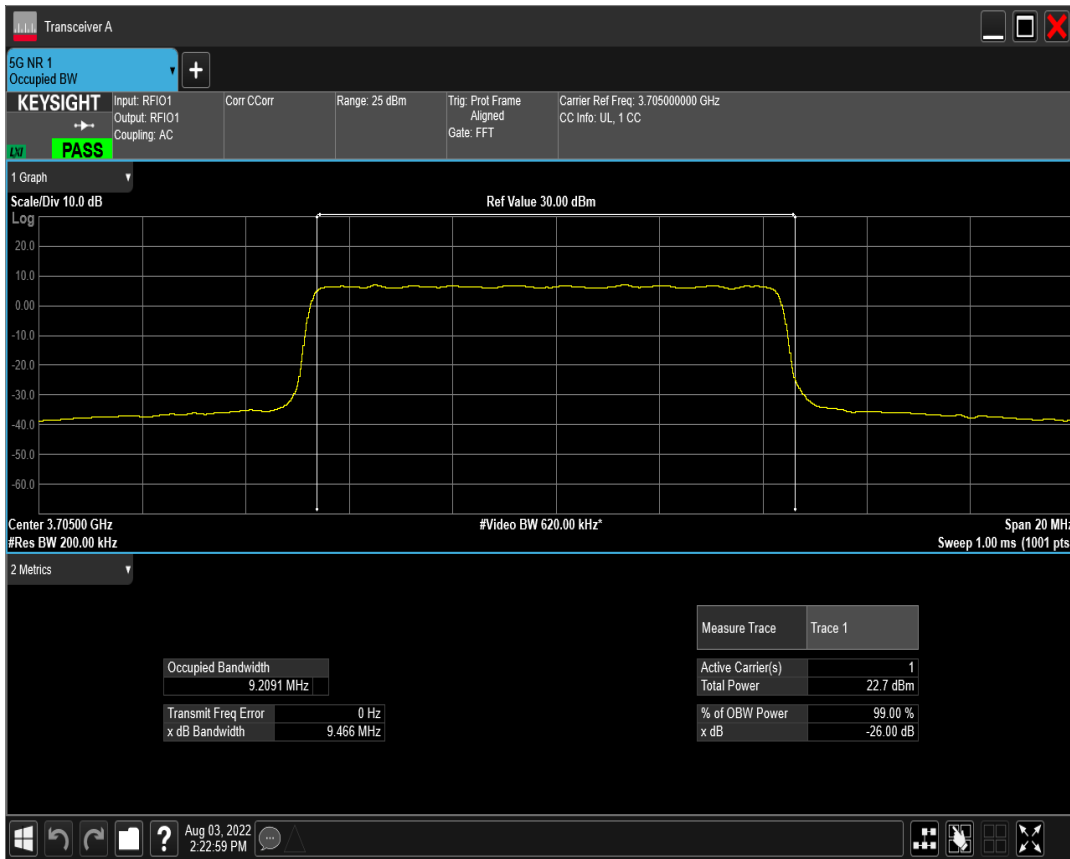 Transceiver A
5G NR 1
Occupied BW
+
KEYSIGHT
LXI
PASS
Input: RFIO1
Output: RFIO1
Coupling: AC
Corr CCorr
Range: 25 dBm
Trig: Prot Frame
Aligned
Gate: FFT
Carrier Ref Freq: 3.705000000 GHz
CC Info: UL, 1 CC
1 Graph
Scale/Div 10.0 dB
Ref Value 30.00 dBm
Log
20.0
10.0
0.00
-10.0
-20.0
-30.0
-40.0
-50.0
-60.0
Center 3.70500 GHz
#Video BW 620.00 kHz*
Span 20 MHz
#Res BW 200.00 kHz
Sweep 1.00 ms (1001 pts
2 Metrics
Measure Trace Trace 1
Occupied Bandwidth
9.2091 MHz
Active Carrier(s) 1
Total Power 22.7 dBm
Transmit Freq Error 0 Hz
x dB Bandwidth 9.466 MHz
% of OBW Power 99.00 %
x dB -26.00 dB
?
Aug 03, 2022
2:22:59 PM